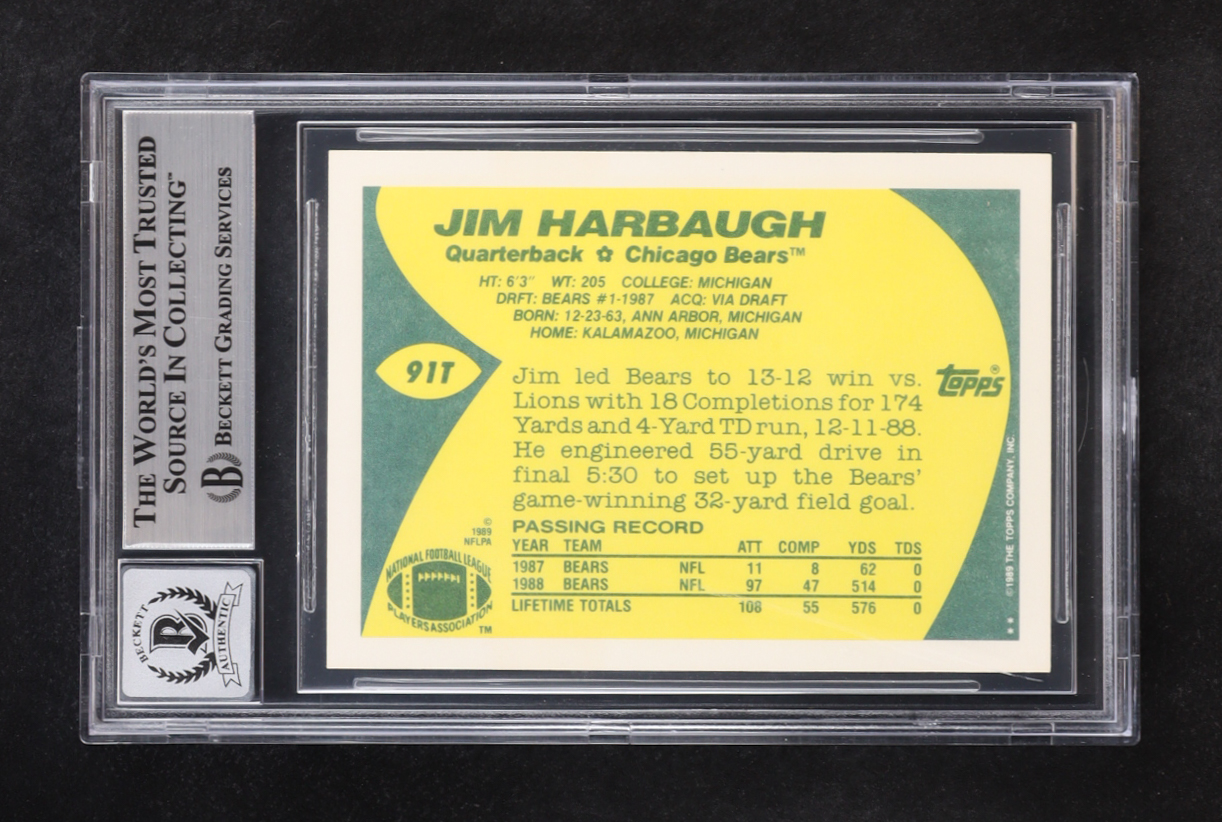 THE WORLD'S MOST TRUSTED
SOURCE IN COLLECTING™
B BECKETT GRADING SERVICES
BECKETT
B
AUTHENTIC
JIM HARBAUGH
Quarterback ✿ Chicago Bears™
HT: 6'3" WT: 205 COLLEGE: MICHIGAN
DRFT: BEARS #1-1987 ACQ: VIA DRAFT
BORN: 12-23-63, ANN ARBOR, MICHIGAN
HOME: KALAMAZOO, MICHIGAN
91T
topps®
Jim led Bears to 13-12 win vs.
Lions with 18 Completions for 174
Yards and 4-Yard TD run, 12-11-88.
He engineered 55-yard drive in
final 5:30 to set up the Bears'
game-winning 32-yard field goal.
PASSING RECORD
YEAR TEAM ATT COMP YDS TDS
1987 BEARS NFL 11 8 62 0
1988 BEARS NFL 97 47 514 0
LIFETIME TOTALS 108 55 576 0
©
1989
NFLPA
NATIONAL FOOTBALL LEAGUE
PLAYERS ASSOCIATION
™
** ©1989 THE TOPPS COMPANY, INC.